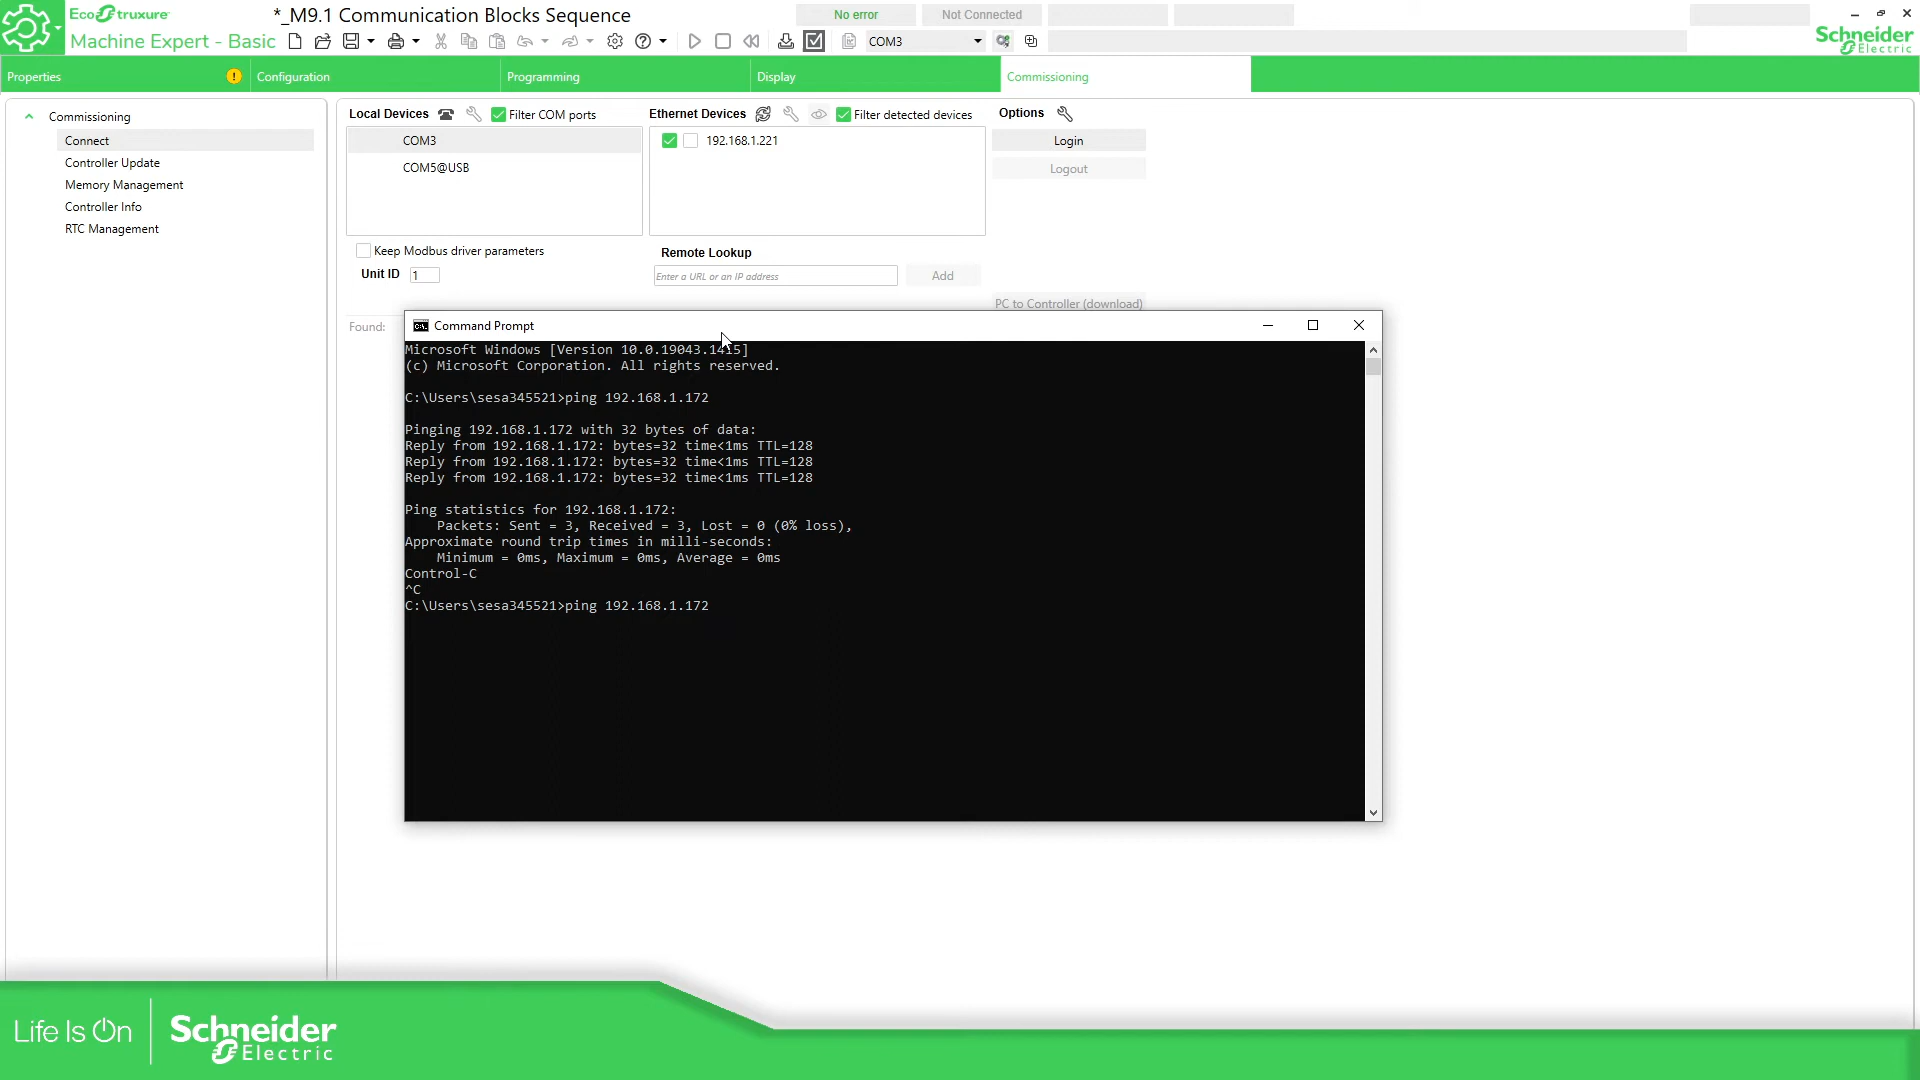 EcoStruxure
Machine Expert - Basic
*_M9.1 Communication Blocks Sequence
No error
Not Connected
COM3
Schneider
Electric
Properties
!
Configuration
Programming
Display
Commissioning
Commissioning
Connect
Controller Update
Memory Management
Controller Info
RTC Management
Local Devices
Filter COM ports
COM3
COM5@USB
Keep Modbus driver parameters
Unit ID 1
Ethernet Devices
Filter detected devices
192.168.1.221
Remote Lookup
Enter a URL or an IP address
Add
Options
Login
Logout
PC to Controller (download)
Found:
C:\.
Command Prompt
Microsoft Windows [Version 10.0.19043.1415]
(c) Microsoft Corporation. All rights reserved.
C:\Users\sesa345521>ping 192.168.1.172
Pinging 192.168.1.172 with 32 bytes of data:
Reply from 192.168.1.172: bytes=32 time<1ms TTL=128
Reply from 192.168.1.172: bytes=32 time<1ms TTL=128
Reply from 192.168.1.172: bytes=32 time<1ms TTL=128
Ping statistics for 192.168.1.172:
Packets: Sent = 3, Received = 3, Lost = 0 (0% loss),
Approximate round trip times in milli-seconds:
Minimum = 0ms, Maximum = 0ms, Average = 0ms
Control-C
^C
C:\Users\sesa345521>ping 192.168.1.172
Life Is On
Schneider
Electric